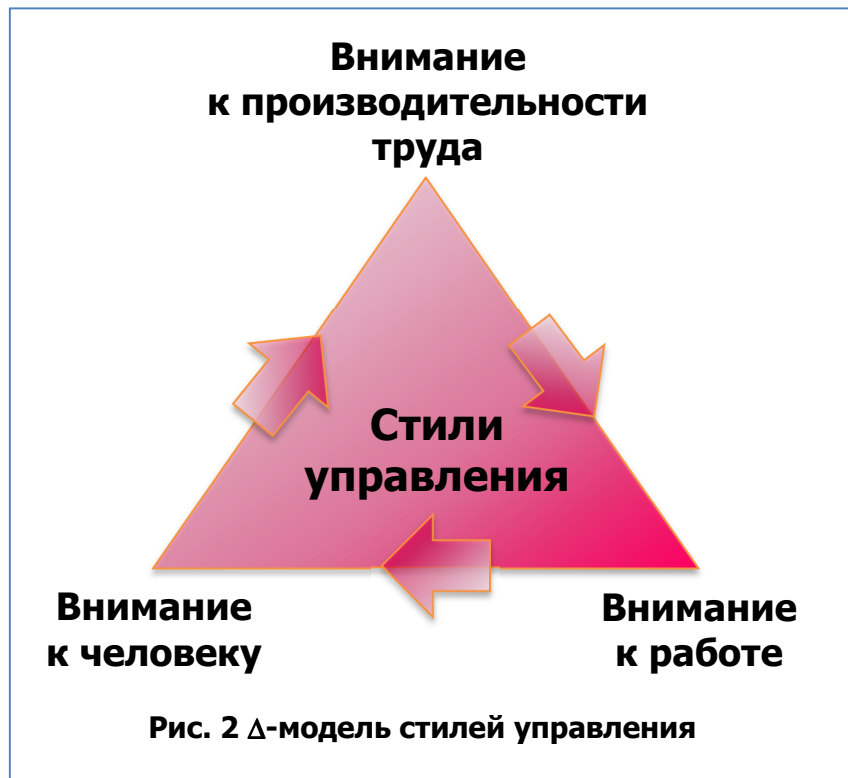 Внимание
к производительности
труда
Стили
управления
Внимание
к человеку
Внимание
к работе
Рис. 2 Δ-модель стилей управления